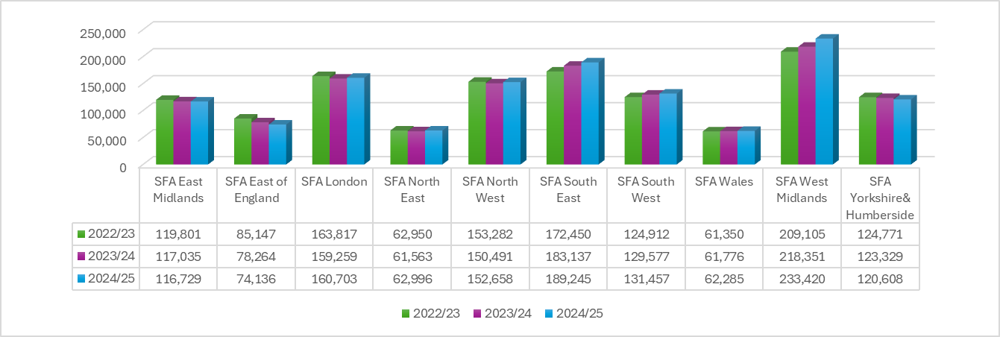 250,000
200,000
150,000
100,000
50,000
0
SFA East Midlands
SFA East of England
SFA London
SFA North East
SFA North West
SFA South East
SFA South West
SFA Wales
SFA West Midlands
SFA Yorkshire& Humberside
2022/23 119,801 85,147 163,817 62,950 153,282 172,450 124,912 61,350 209,105 124,771
2023/24 117,035 78,264 159,259 61,563 150,491 183,137 129,577 61,776 218,351 123,329
2024/25 116,729 74,136 160,703 62,996 152,658 189,245 131,457 62,285 233,420 120,608
2022/23 2023/24 2024/25